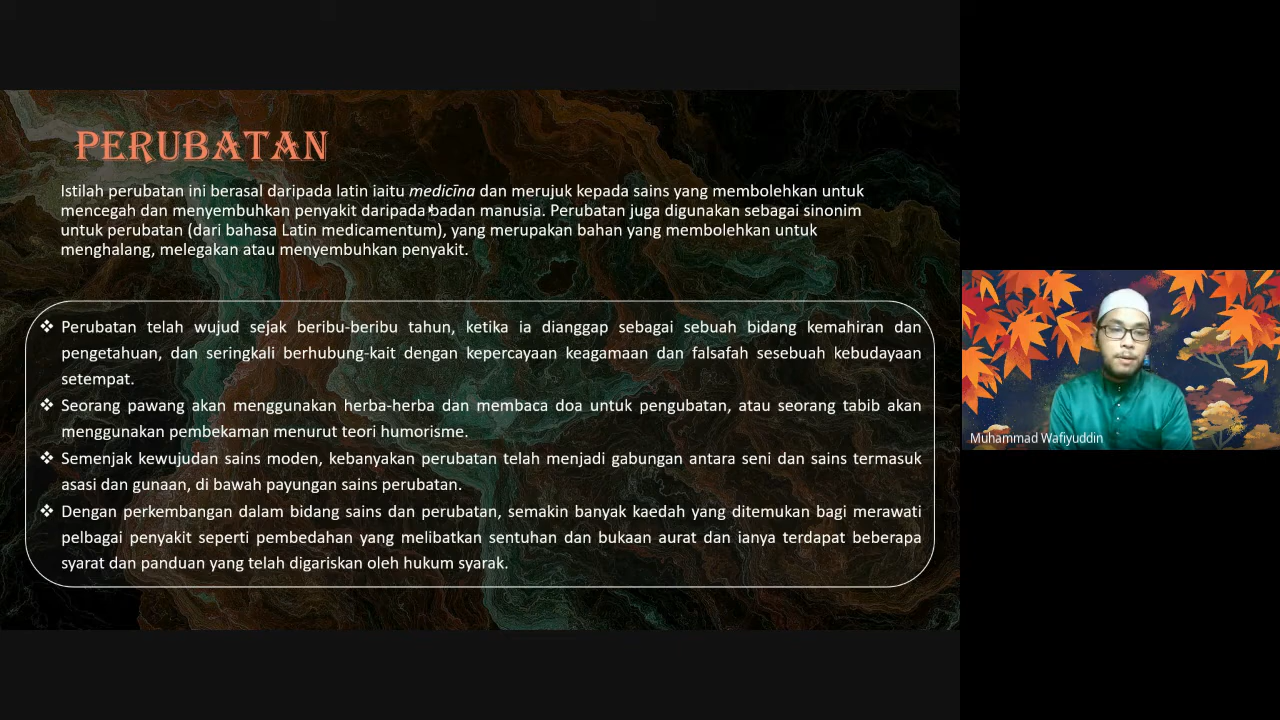 PERUBATAN
Istilah perubatan ini berasal daripada latin iaitu medicīna dan merujuk kepada sains yang membolehkan untuk
mencegah dan menyembuhkan penyakit daripada badan manusia. Perubatan juga digunakan sebagai sinonim
untuk perubatan (dari bahasa Latin medicamentum), yang merupakan bahan yang membolehkan untuk
menghalang, melegakan atau menyembuhkan penyakit.
❖ Perubatan telah wujud sejak beribu-beribu tahun, ketika ia dianggap sebagai sebuah bidang kemahiran dan
pengetahuan, dan seringkali berhubung-kait dengan kepercayaan keagamaan dan falsafah sesebuah kebudayaan
setempat.
❖ Seorang pawang akan menggunakan herba-herba dan membaca doa untuk pengubatan, atau seorang tabib akan
menggunakan pembekaman menurut teori humorisme.
❖ Semenjak kewujudan sains moden, kebanyakan perubatan telah menjadi gabungan antara seni dan sains termasuk
asasi dan gunaan, di bawah payungan sains perubatan.
❖ Dengan perkembangan dalam bidang sains dan perubatan, semakin banyak kaedah yang ditemukan bagi merawati
pelbagai penyakit seperti pembedahan yang melibatkan sentuhan dan bukaan aurat dan ianya terdapat beberapa
syarat dan panduan yang telah digariskan oleh hukum syarak.
Muhammad Wafiyuddin